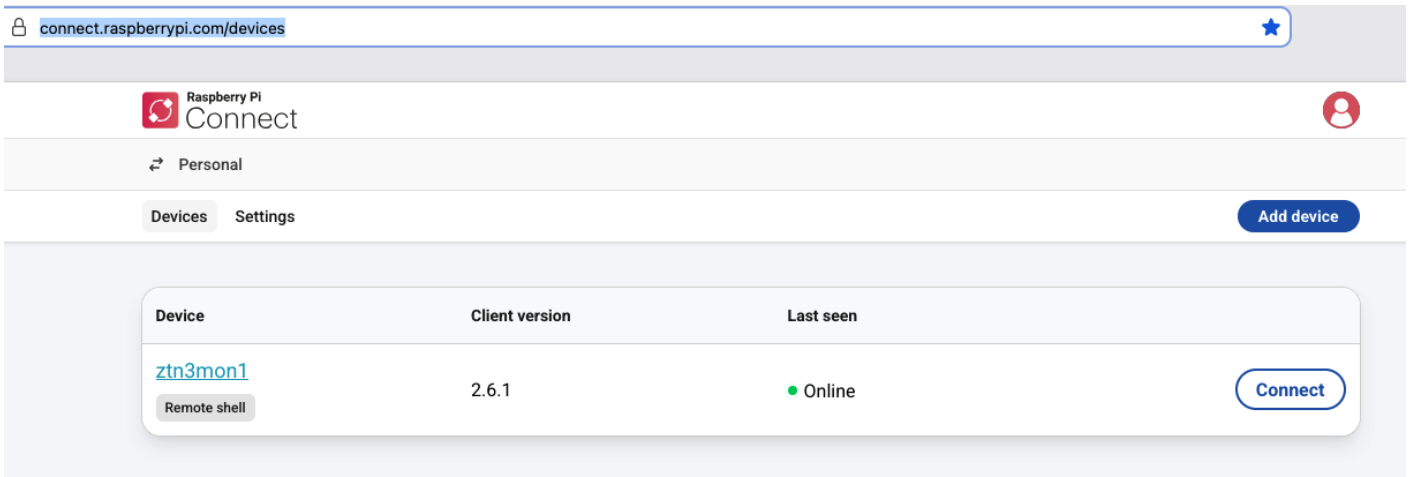 connect.raspberrypi.com/devices
Raspberry Pi
Connect
Personal
Devices Settings Add device
Device Client version Last seen
ztn3mon1
Remote shell
2.6.1 Online Connect